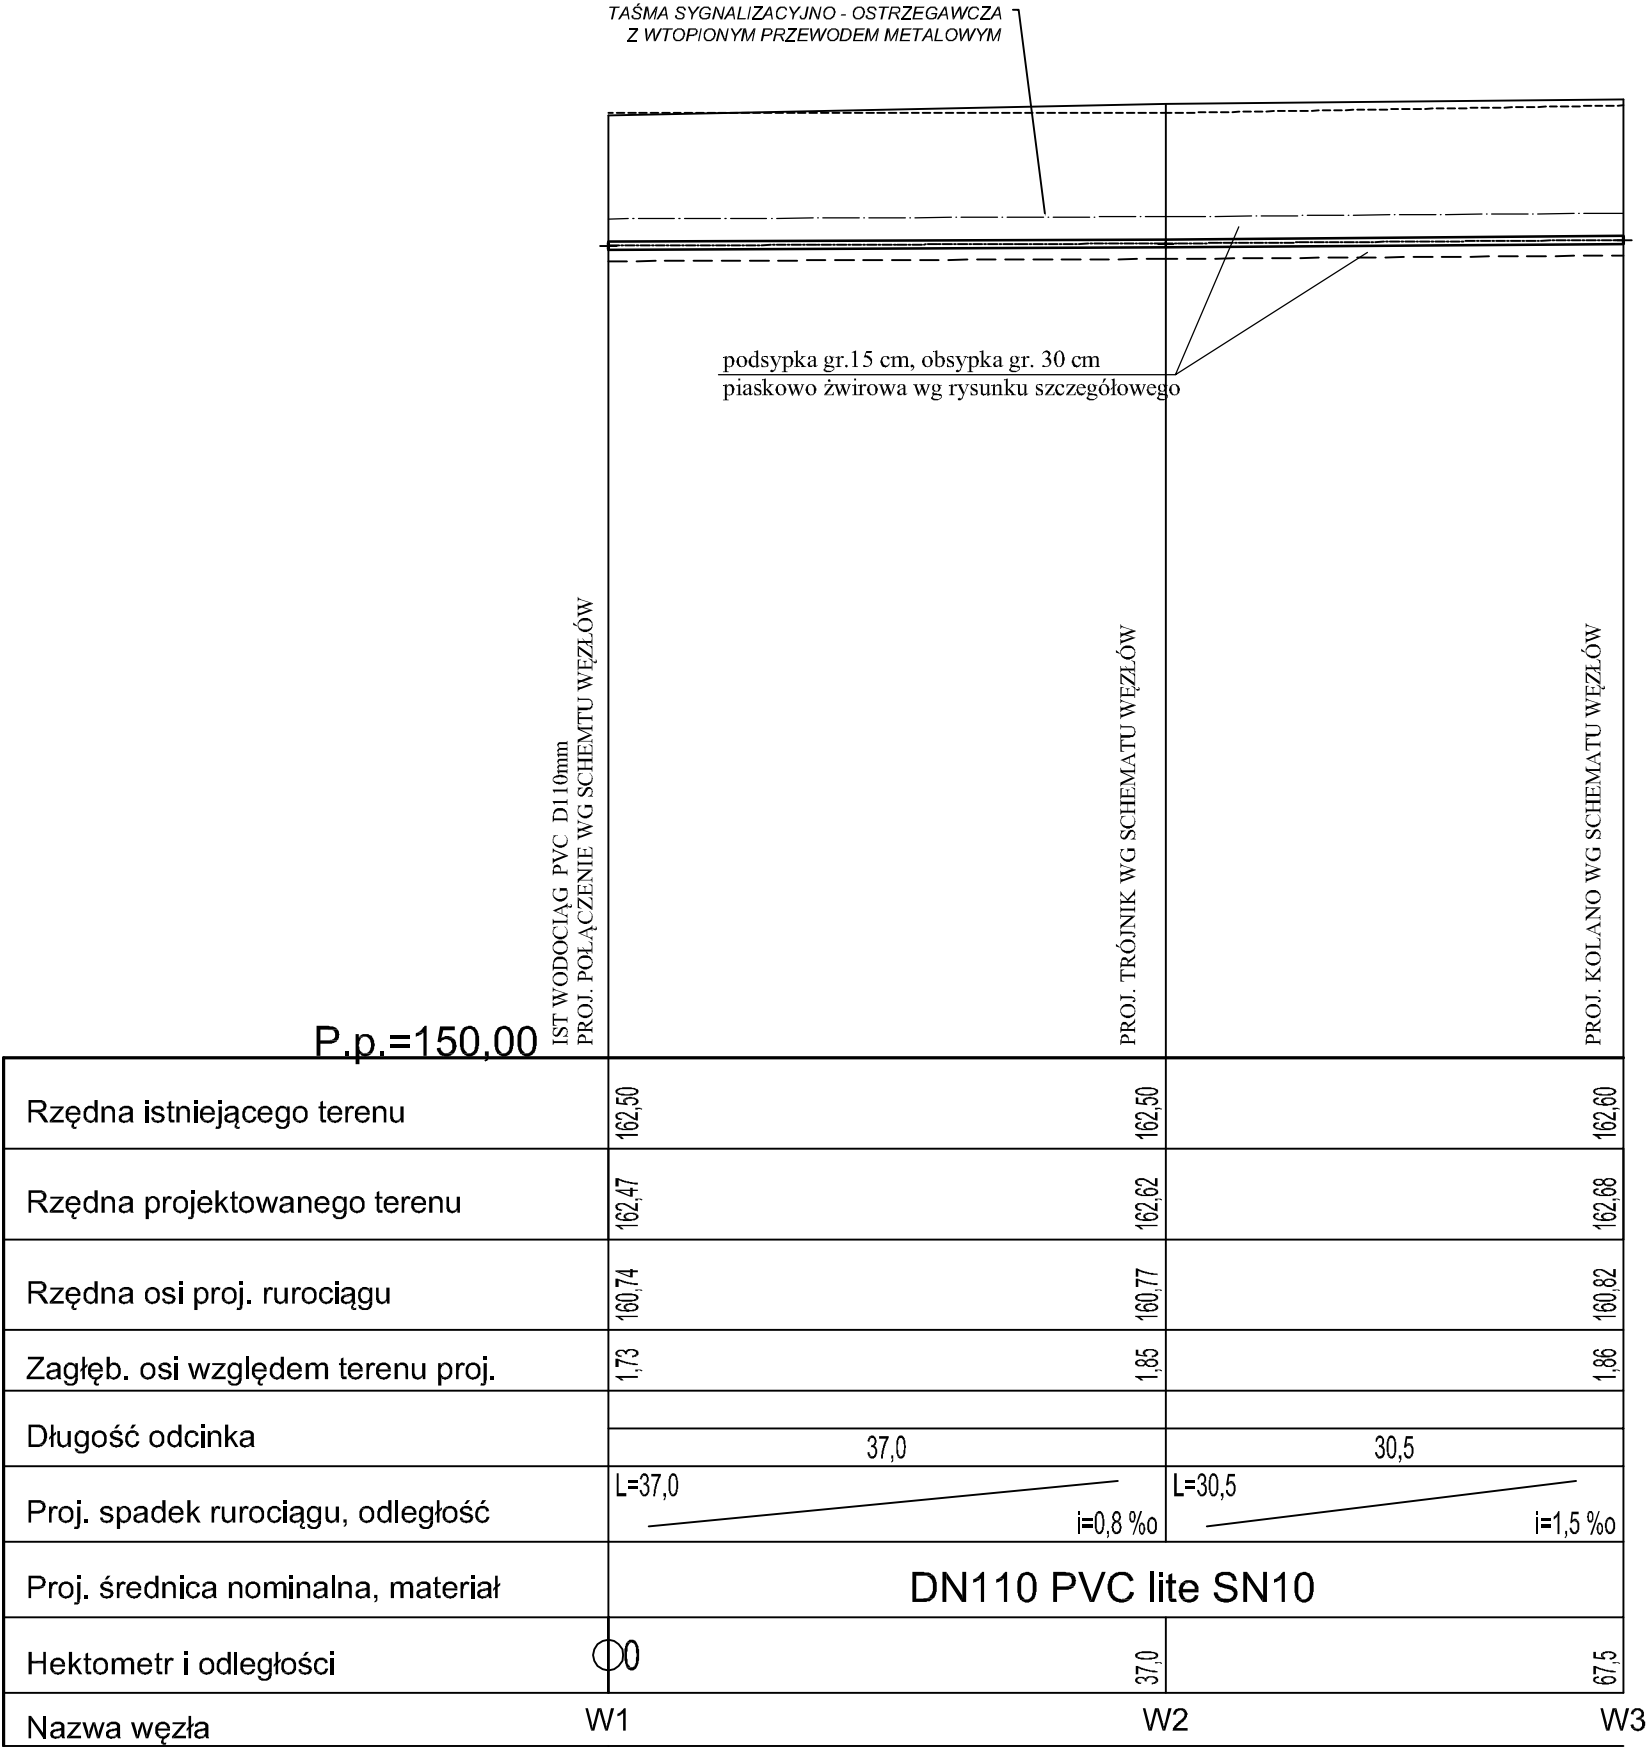 TAŚMA SYGNALIZACYJNO - OSTRZEGAWCZA
Z WTOPIONYM PRZEWODEM METALOWYM
podsypka gr.15 cm, obsypka gr. 30 cm
piaskowo żwirowa wg rysunku szczegółowego
IST WODOCIĄG PVC D110mm
PROJ. POŁĄCZENIE WG SCHEMTU WĘZŁÓW
PROJ. TRÓJNIK WG SCHEMATU WĘZŁÓW
PROJ. KOLANO WG SCHEMATU WĘZŁÓW
P.p.=150,00
Rzędna istniejącego terenu 162,50 162,50 162,60
Rzędna projektowanego terenu 162,47 162,62 162,68
Rzędna osi proj. rurociągu 160,74 160,77 160,82
Zagłęb. osi względem terenu proj. 1,73 1,85 1,86
Długość odcinka 37,0 30,5
Proj. spadek rurociągu, odległość L=37,0 i=0,8 %o L=30,5 i=1,5 %o
Proj. średnica nominalna, materiał DN110 PVC lite SN10
Hektometr i odległości 0 37,0 67,5
Nazwa węzła W1 W2 W3